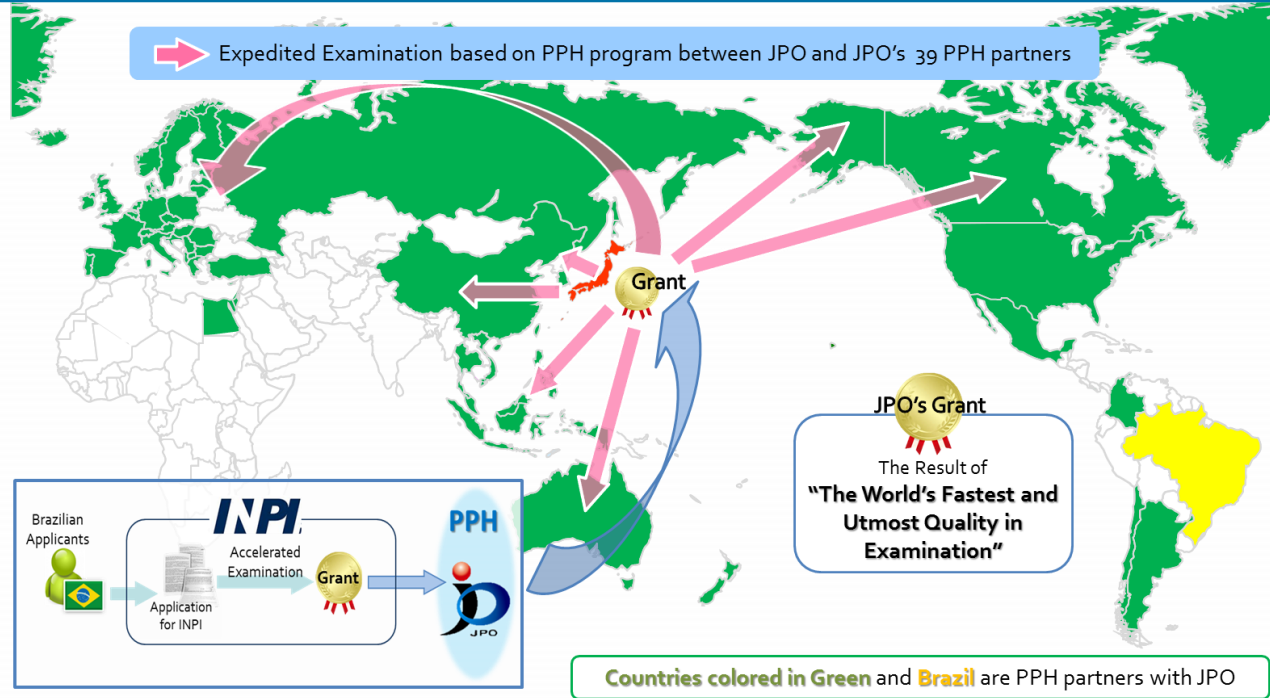 Expedited Examination based on PPH program between JPO and JPO's 39 PPH partners
Grant
JPO's Grant
The Result of
"The World's Fastest and
Utmost Quality in
Examination"
Brazilian
Applicants
INPI
Accelerated
Examination
Application
for INPI
Grant
PPH
JPO
Countries colored in Green and Brazil are PPH partners with JPO